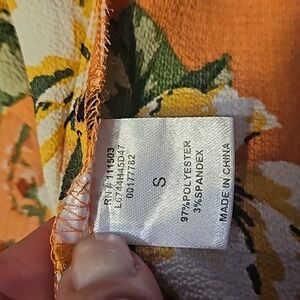 RN # 111503
L6744H45D47
00177782
S
97%POLYESTER
3%SPANDEX
MADE IN CHINA